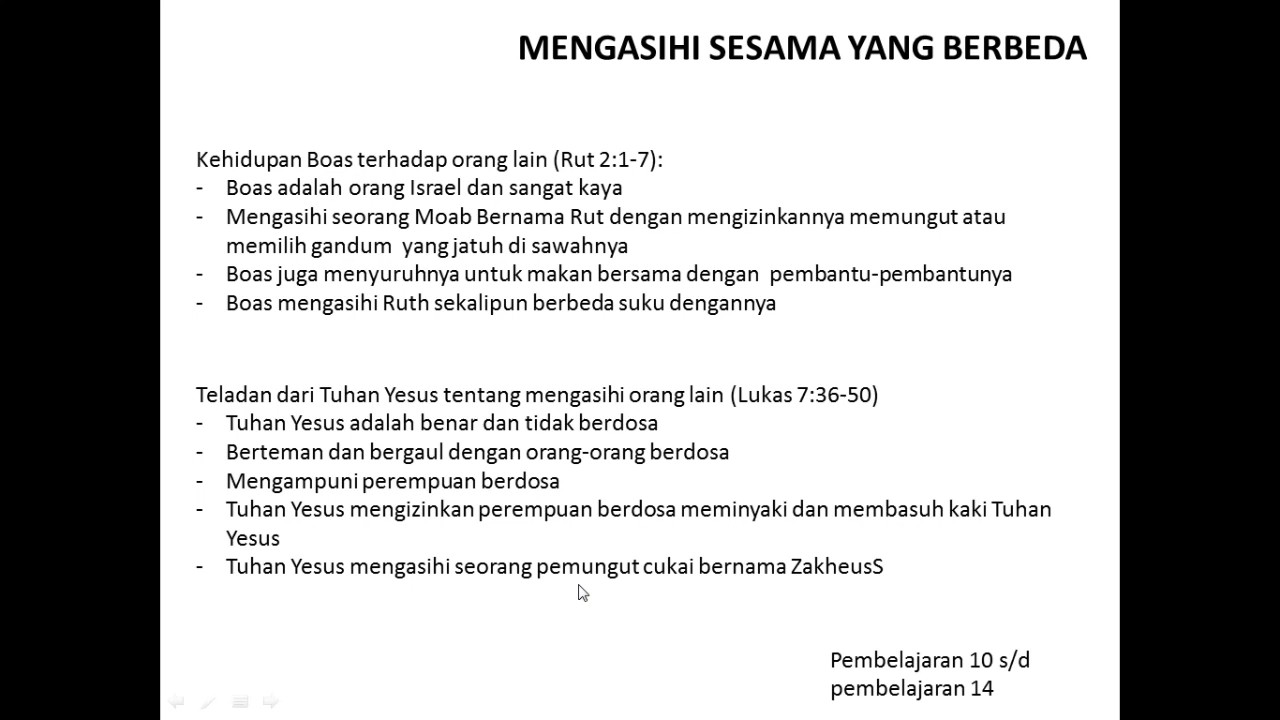 MENGASIHI SESAMA YANG BERBEDA
Kehidupan Boas terhadap orang lain (Rut 2:1-7):
- Boas adalah orang Israel dan sangat kaya
- Mengasihi seorang Moab Bernama Rut dengan mengizinkannya memungut atau
memilih gandum  yang jatuh di sawahnya
- Boas juga menyuruhnya untuk makan bersama dengan  pembantu-pembantunya
- Boas mengasihi Ruth sekalipun berbeda suku dengannya
Teladan dari Tuhan Yesus tentang mengasihi orang lain (Lukas 7:36-50)
- Tuhan Yesus adalah benar dan tidak berdosa
- Berteman dan bergaul dengan orang-orang berdosa
- Mengampuni perempuan berdosa
- Tuhan Yesus mengizinkan perempuan berdosa meminyaki dan membasuh kaki Tuhan
Yesus
- Tuhan Yesus mengasihi seorang pemungut cukai bernama ZakheusS
Pembelajaran 10 s/d
pembelajaran 14